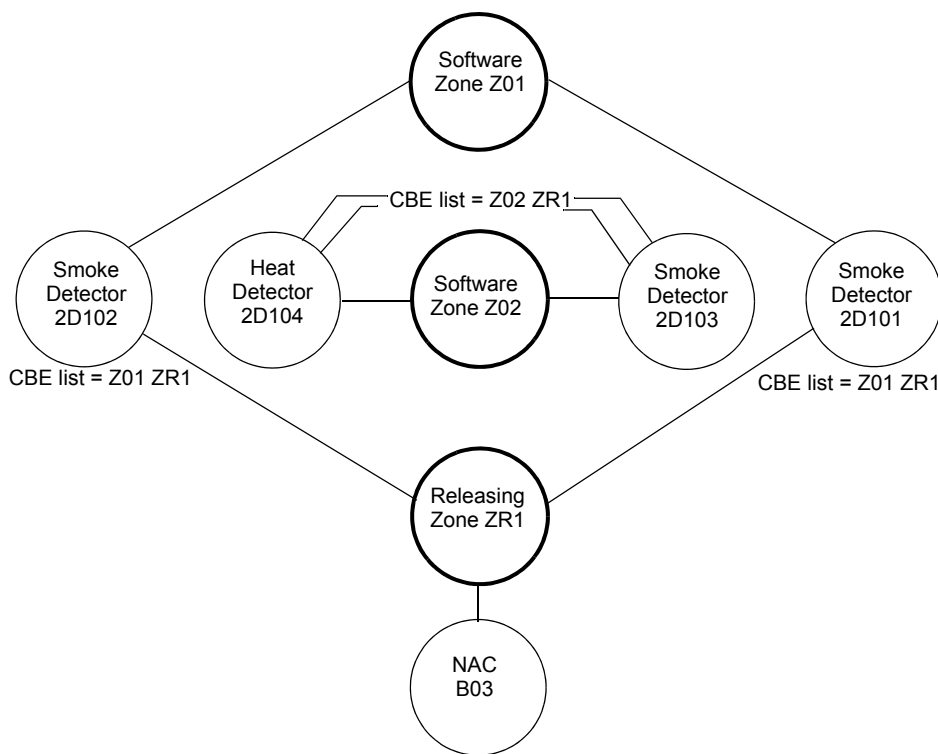 Software
Zone Z01
CBE list = Z02 ZR1
Smoke
Detector
2D102
Heat
Detector
2D104
Software
Zone Z02
Smoke
Detector
2D103
Smoke
Detector
2D101
CBE list = Z01 ZR1
CBE list = Z01 ZR1
Releasing
Zone ZR1
NAC
B03